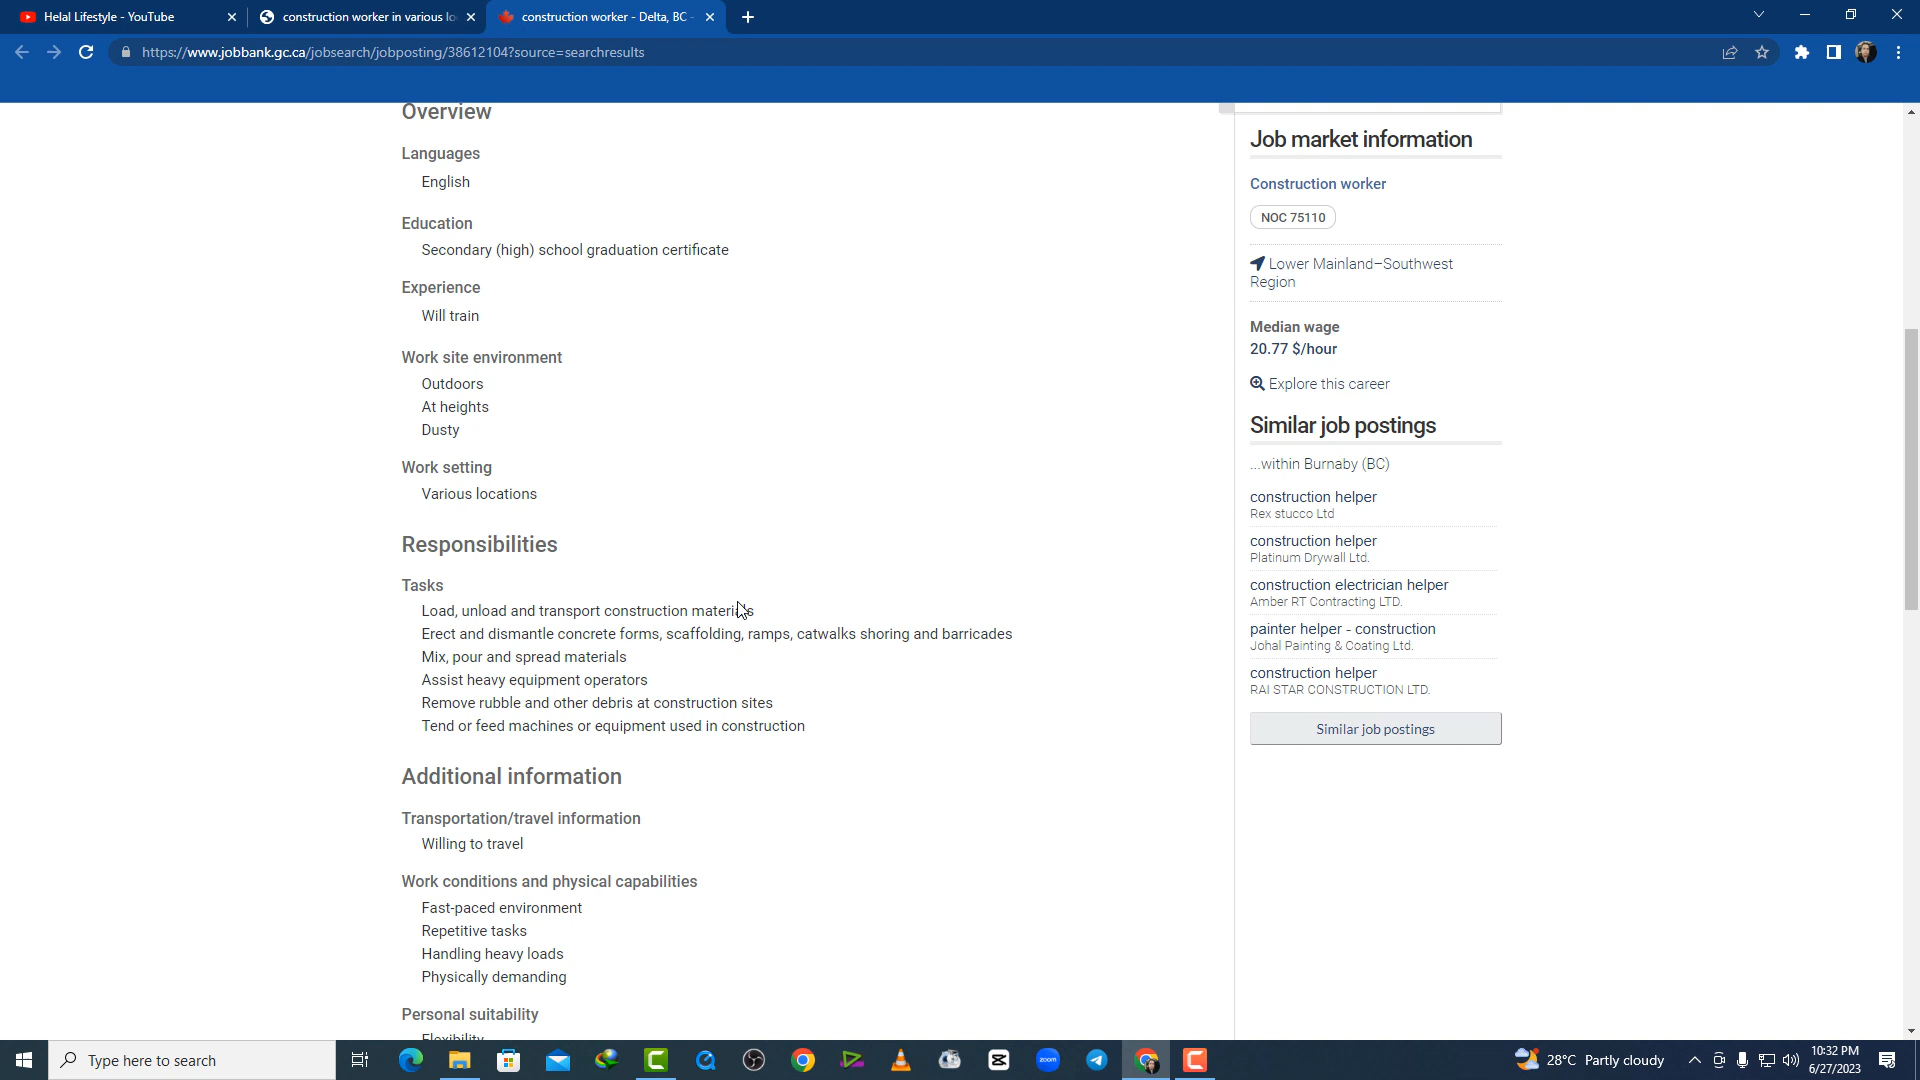 Helal Lifestyle - YouTube
construction worker in various lo
construction worker - Delta, BC -
https://www.jobbank.gc.ca/jobsearch/jobposting/38612104?source=searchresults
Overview
Languages
English
Education
Secondary (high) school graduation certificate
Experience
Will train
Work site environment
Outdoors
At heights
Dusty
Work setting
Various locations
Responsibilities
Tasks
Load, unload and transport construction materials
Erect and dismantle concrete forms, scaffolding, ramps, catwalks shoring and barricades
Mix, pour and spread materials
Assist heavy equipment operators
Remove rubble and other debris at construction sites
Tend or feed machines or equipment used in construction
Additional information
Transportation/travel information
Willing to travel
Work conditions and physical capabilities
Fast-paced environment
Repetitive tasks
Handling heavy loads
Physically demanding
Personal suitability
Flexibility
Job market information
Construction worker
NOC 75110
Lower Mainland–Southwest
Region
Median wage
20.77 $/hour
Explore this career
Similar job postings
...within Burnaby (BC)
construction helper
Rex stucco Ltd
construction helper
Platinum Drywall Ltd.
construction electrician helper
Amber RT Contracting LTD.
painter helper - construction
Johal Painting & Coating Ltd.
construction helper
RAI STAR CONSTRUCTION LTD.
Similar job postings
Type here to search
zoom
28°C Partly cloudy
10:32 PM
6/27/2023